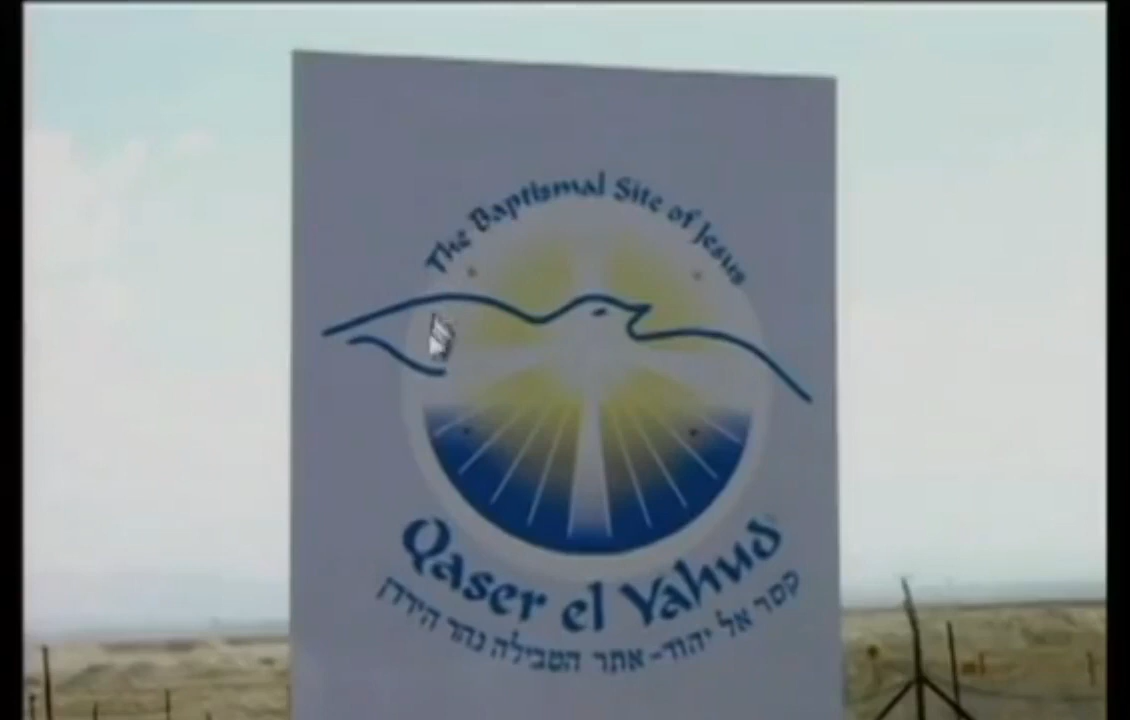 The Baptismal Site of Jesus
Qaser el Yahud
קסר אל יהוד - אתר הטבילה נהר הירדן